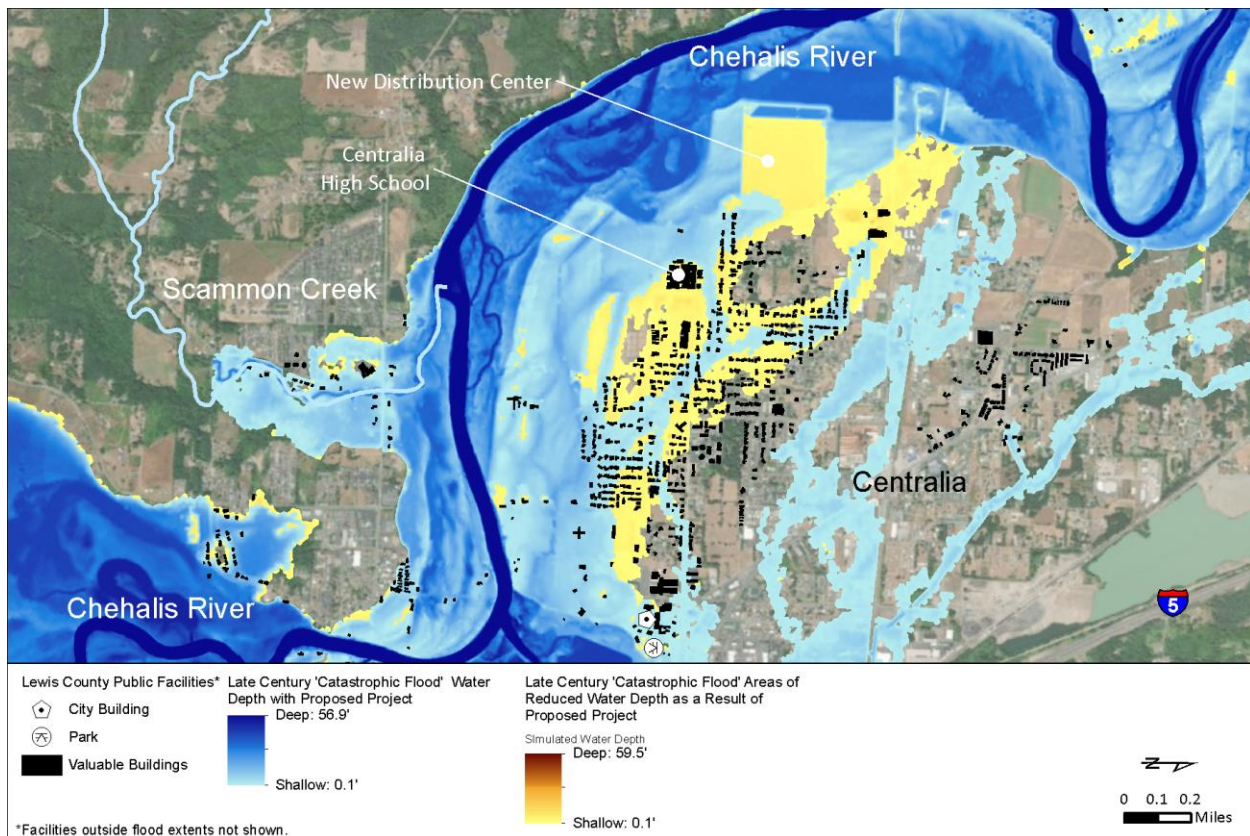 Chehalis River
New Distribution Center
Centralia
High School
Scammon Creek
Centralia
Chehalis River
5
Lewis County Public Facilities*
City Building
Park
Valuable Buildings
Late Century 'Catastrophic Flood' Water
Depth with Proposed Project
Deep: 56.9'
Shallow: 0.1'
Late Century 'Catastrophic Flood' Areas of
Reduced Water Depth as a Result of
Proposed Project
Simulated Water Depth
Deep: 59.5'
Shallow: 0.1'
N
0 0.1 0.2
Miles
*Facilities outside flood extents not shown.